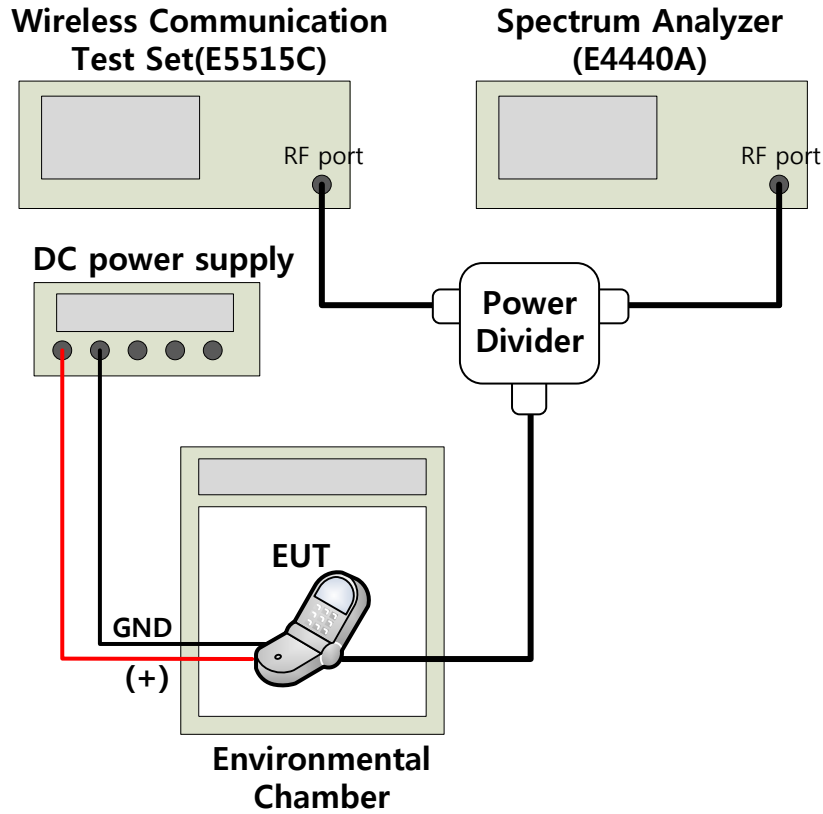 Wireless Communication
Test Set(E5515C)
Spectrum Analyzer
(E4440A)
RF port
RF port
DC power supply
Power
Divider
EUT
GND
(+)
Environmental
Chamber